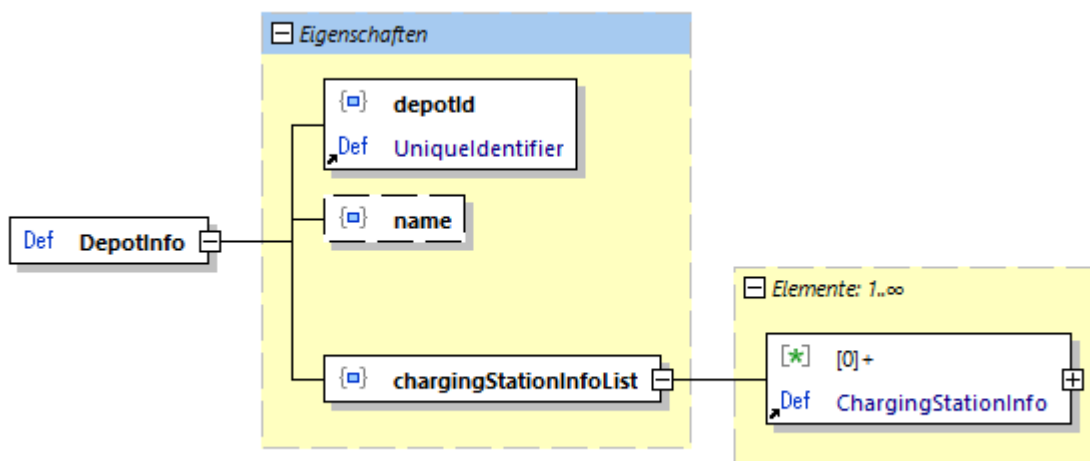 Eigenschaften
{ } depotId
Def UniqueIdentifier
{ } name
Def DepotInfo
Elemente: 1..∞
{ } chargingStationInfoList
[*] [0]+
Def ChargingStationInfo